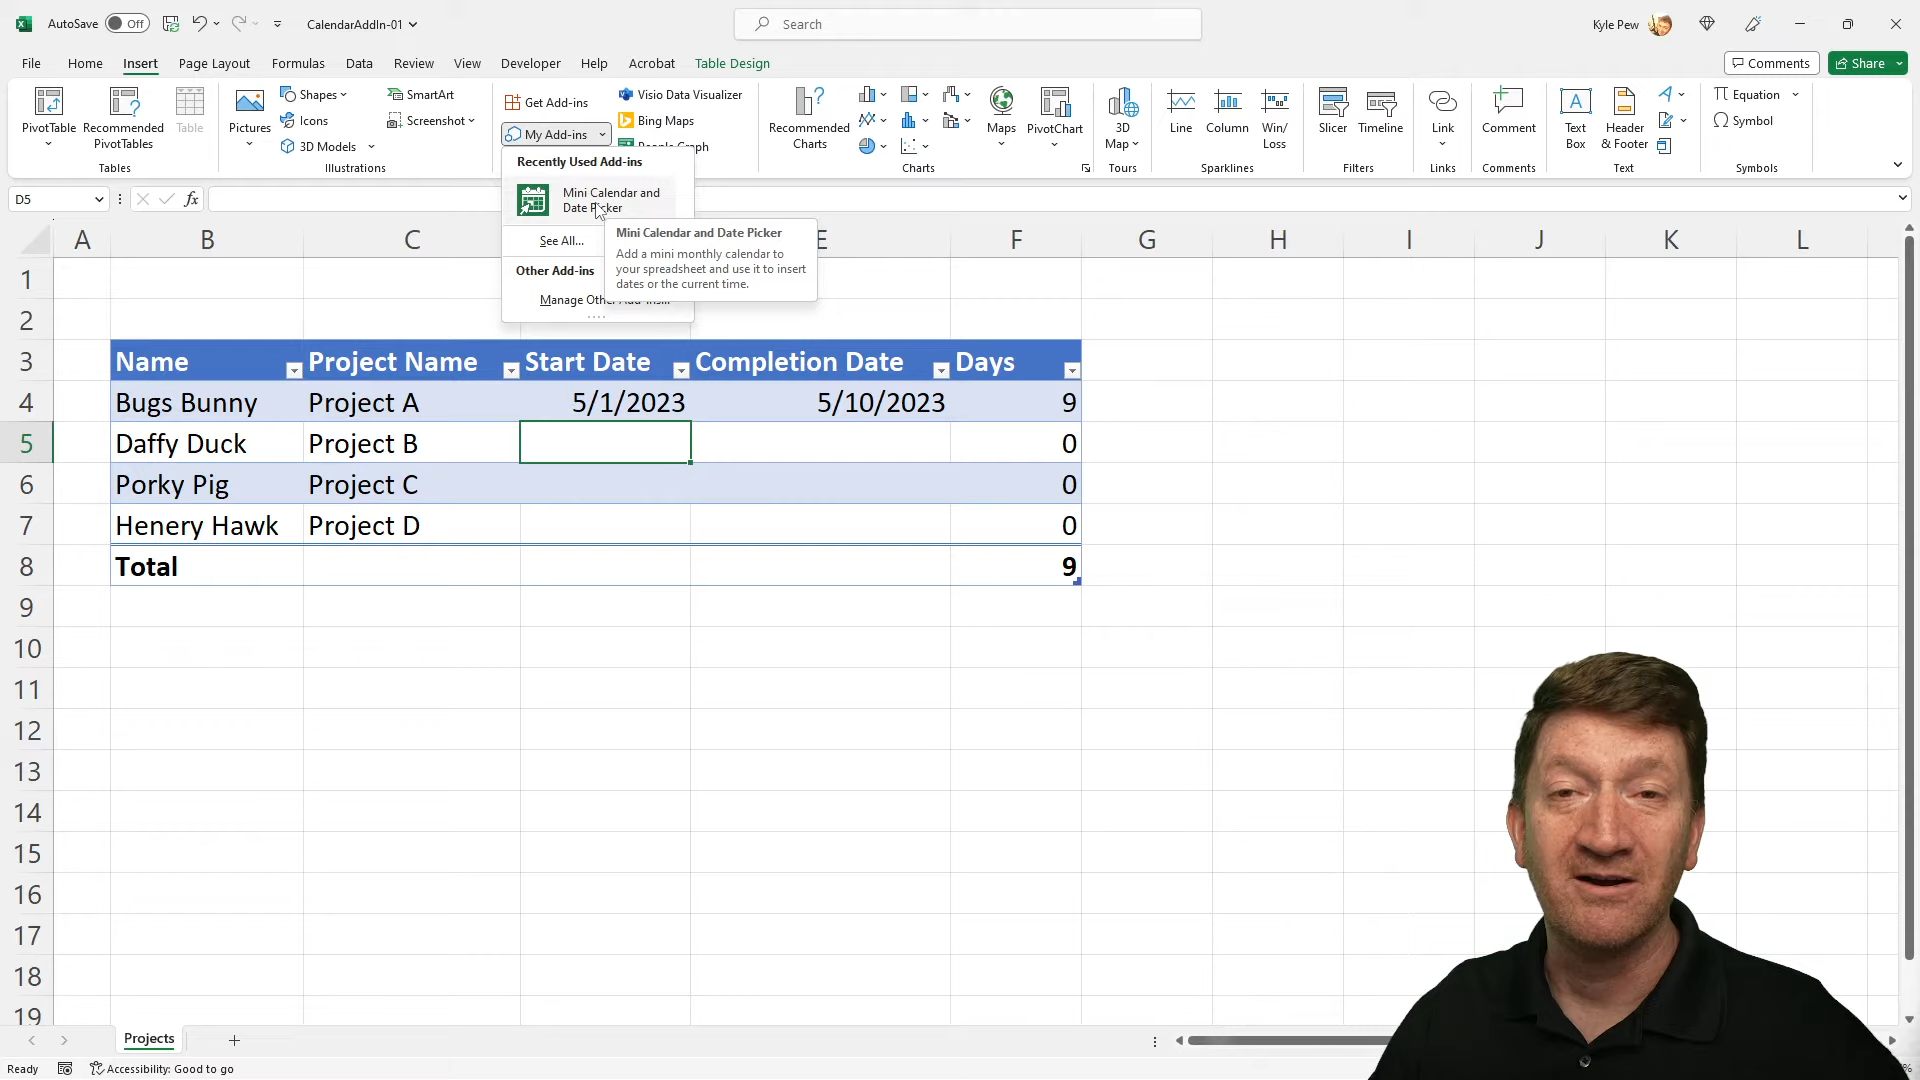 AutoSave Off CalendarAddIn-01 Search Kyle Pew
File Home Insert Page Layout Formulas Data Review View Developer Help Acrobat Table Design Comments Share
PivotTable
Recommended
PivotTables
Table
Tables
Pictures
Shapes
Icons
3D Models
SmartArt
Screenshot
Illustrations
Get Add-ins
My Add-ins
Visio Data Visualizer
Bing Maps
People Graph
Recommended
Charts
Maps
PivotChart
Charts
3D
Map
Tours
Line
Column
Win/
Loss
Sparklines
Slicer
Timeline
Filters
Link
Links
Comment
Comments
Text
Box
Header
& Footer
Text
Equation
Symbol
Symbols
Recently Used Add-ins
Mini Calendar and
Date Picker
See All...
Other Add-ins
Manage Other Add-ins...
Mini Calendar and Date Picker
Add a mini monthly calendar to
your spreadsheet and use it to insert
dates or the current time.
D5 fx
A B C E F G H I J K L
1
2
3 Name Project Name Start Date Completion Date Days
4 Bugs Bunny Project A 5/1/2023 5/10/2023 9
5 Daffy Duck Project B 0
6 Porky Pig Project C 0
7 Henery Hawk Project D 0
8 Total 9
9
10
11
12
13
14
15
16
17
18
19
Projects
Ready Accessibility: Good to go